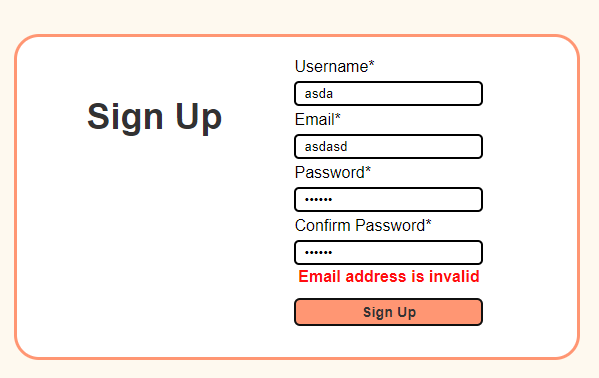 Sign Up
Username*
asda
Email*
asdasd
Password*
••••••
Confirm Password*
••••••
Email address is invalid
Sign Up